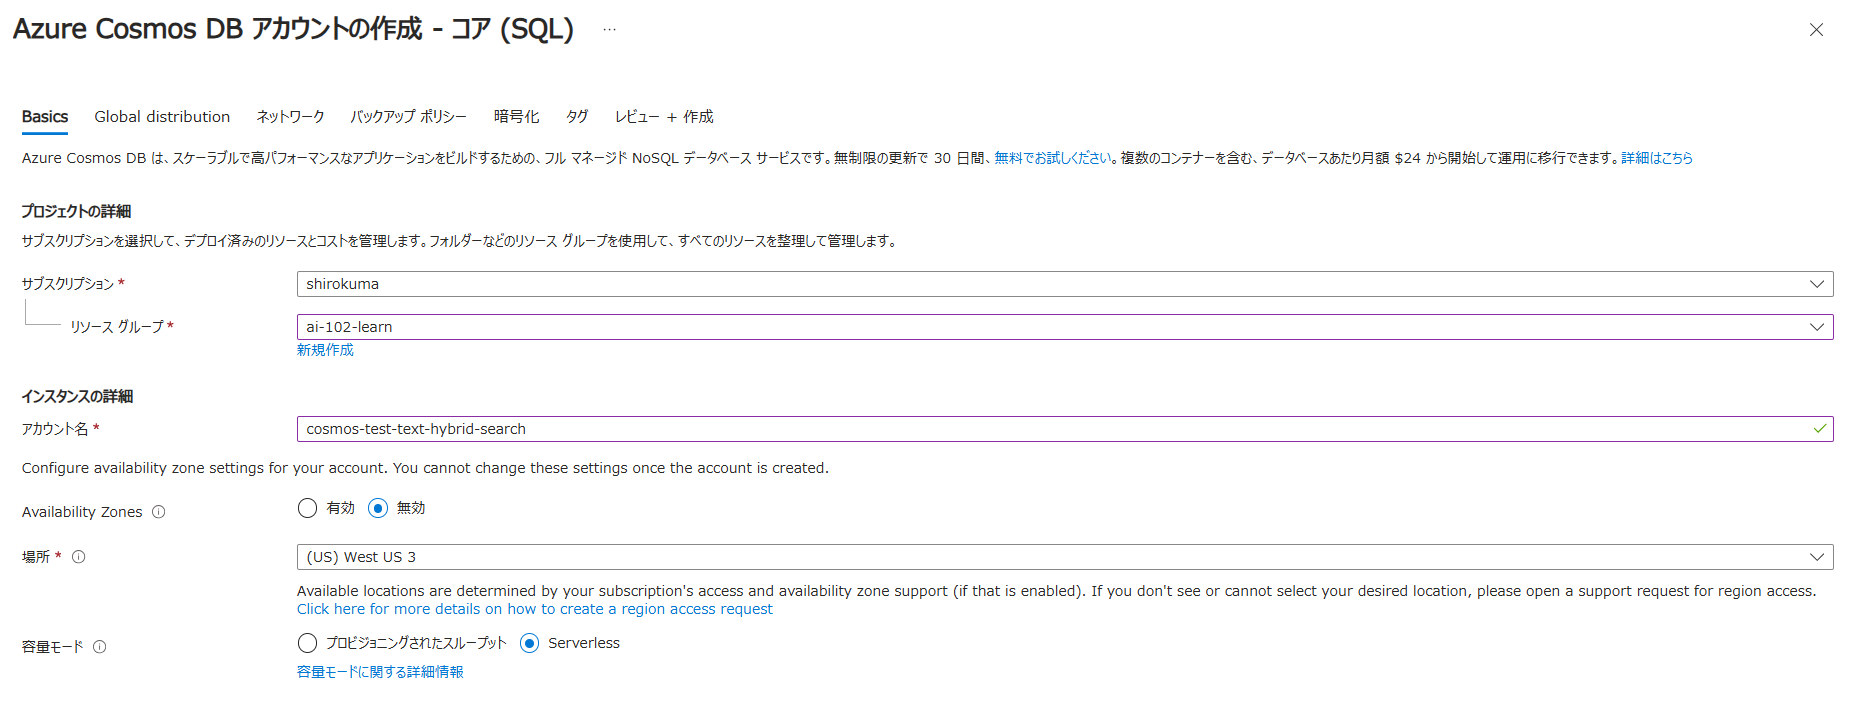 Azure Cosmos DB アカウントの作成 - コア (SQL) ...
Basics Global distribution ネットワーク バックアップ ポリシー 暗号化 タグ レビュー + 作成
Azure Cosmos DB は、スケーラブルで高パフォーマンスなアプリケーションをビルドするための、フル マネージド NoSQL データベース サービスです。無制限の更新で 30 日間、無料でお試しください。複数のコンテナーを含む、データベースあたり月額 $24 から開始して運用に移行できます。詳細はこちら
プロジェクトの詳細
サブスクリプションを選択して、デプロイ済みのリソースとコストを管理します。フォルダーなどのリソース グループを使用して、すべてのリソースを整理して管理します。
サブスクリプション * shirokuma
リソース グループ * ai-102-learn
新規作成
インスタンスの詳細
アカウント名 * cosmos-test-text-hybrid-search
Configure availability zone settings for your account. You cannot change these settings once the account is created.
Availability Zones 有効 無効
場所 * (US) West US 3
Available locations are determined by your subscription's access and availability zone support (if that is enabled). If you don't see or cannot select your desired location, please open a support request for region access.
Click here for more details on how to create a region access request
容量モード プロビジョニングされたスループット Serverless
容量モードに関する詳細情報